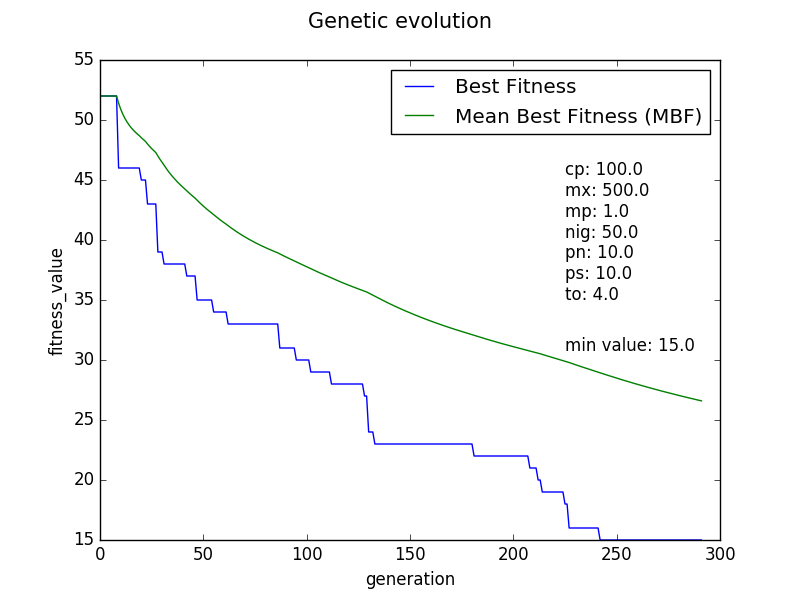 Genetic evolution
Best Fitness
Mean Best Fitness (MBF)
cp: 100.0
mx: 500.0
mp: 1.0
nig: 50.0
pn: 10.0
ps: 10.0
to: 4.0
min value: 15.0
fitness_value
55
50
45
40
35
30
25
20
15
0 50 100 150 200 250 300
generation